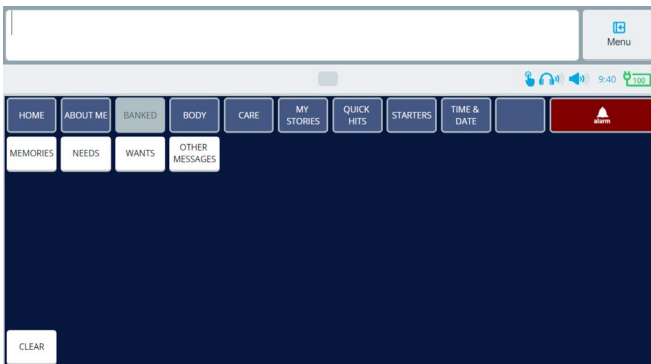 Menu
9:40
100
HOME
ABOUT ME
BANKED
BODY
CARE
MY
STORIES
QUICK
HITS
STARTERS
TIME &
DATE
alarm
MEMORIES
NEEDS
WANTS
OTHER
MESSAGES
CLEAR